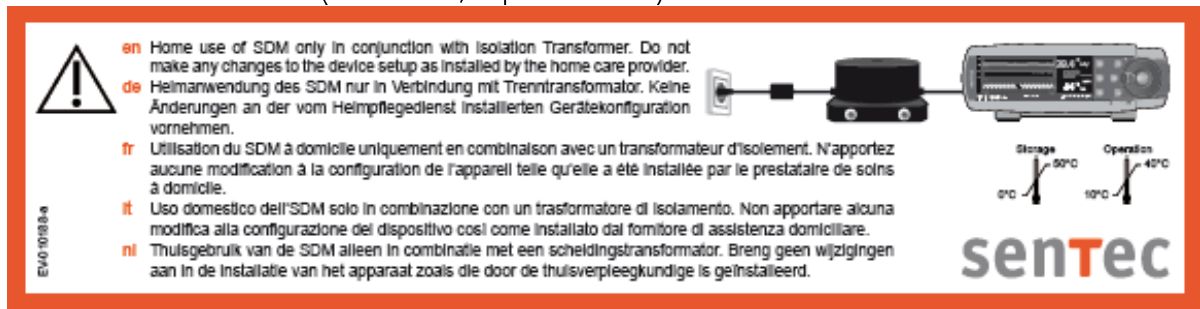 en Home use of SDM only in conjunction with Isolation Transformer. Do not
make any changes to the device setup as installed by the home care provider.
de Heimanwendung des SDM nur in Verbindung mit Trenntransformator. Keine
Änderungen an der vom Heimpflegedienst installierten Gerätekonfiguration
vornehmen.
fr Utilisation du SDM à domicile uniquement en combinaison avec un transformateur d'isolement. N'apportez
aucune modification à la configuration de l'appareil telle qu'elle a été installée par le prestataire de soins
à domicile.
it Uso domestico dell'SDM solo in combinazione con un trasformatore di isolamento. Non apportare alcuna
modifica alla configurazione del dispositivo così come installato dal fornitore di assistenza domiciliare.
nl Thuisgebruik van de SDM alleen in combinatie met een scheidingstransformator. Breng geen wijzigingen
aan in de installatie van het apparaat zoals die door de thuisverpleegkundige is geïnstalleerd.
EV-010188-a
Storage
50°C
0°C
Operation
40°C
10°C
sentec